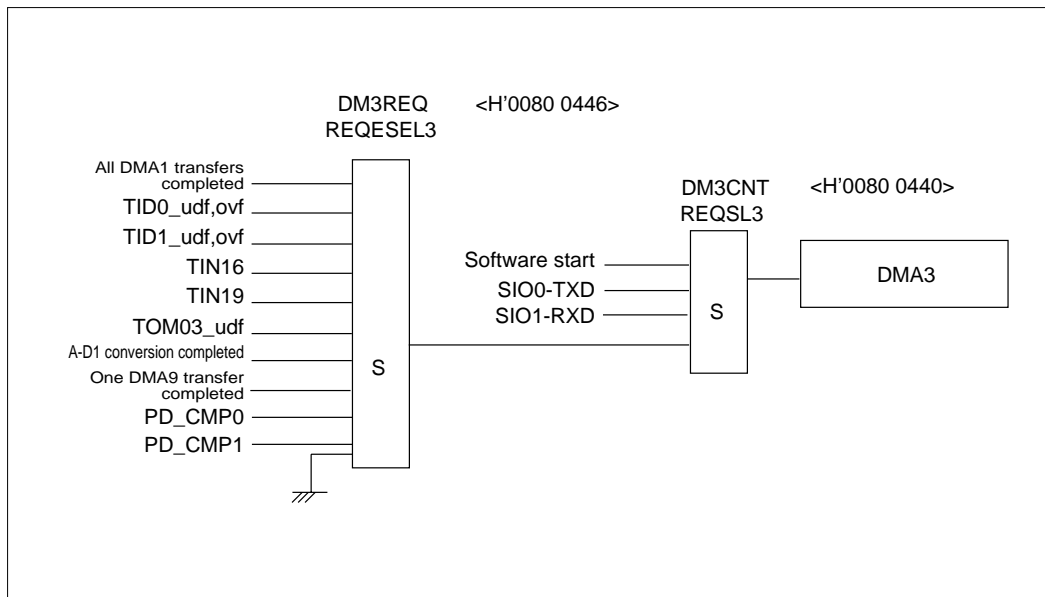 DM3REQ <H'0080 0446>
REQESEL3
All DMA1 transfers
completed
TID0_udf,ovf
TID1_udf,ovf
TIN16
TIN19
TOM03_udf
A-D1 conversion completed
One DMA9 transfer
completed
PD_CMP0
PD_CMP1
S
DM3CNT <H'0080 0440>
REQSL3
Software start
SIO0-TXD
SIO1-RXD
S
DMA3